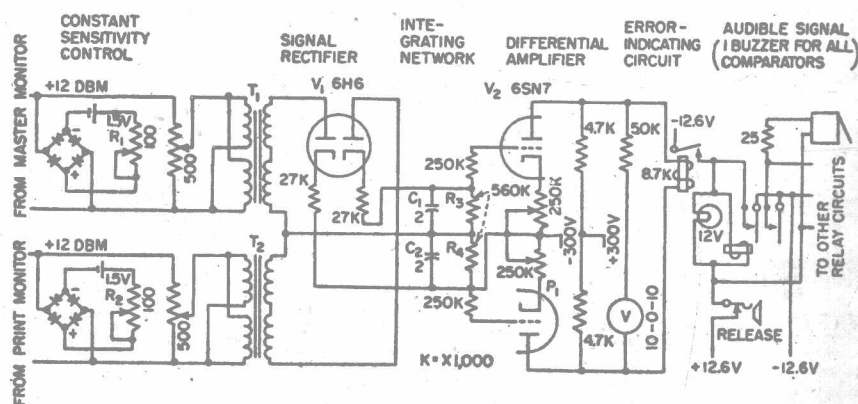 CONSTANT
SENSITIVITY
CONTROL
SIGNAL
RECTIFIER
INTE-
GRATING
NETWORK
DIFFERENTIAL
AMPLIFIER
ERROR-
INDICATING
CIRCUIT
AUDIBLE SIGNAL
(1 BUZZER FOR ALL
COMPARATORS)
FROM MASTER MONITOR
+12 DBM
1.5V
R1
100
500
T1
V1 6H6
27K
27K
C1
2
C2
2
250K
R3
560K
R4
250K
V2 6SN7
250K
250K
P1
-300V
+300V
4.7K
4.7K
50K
V
10-0-10
-12.6V
8.7K
12V
25
TO OTHER
RELAY CIRCUITS
RELEASE
+12.6V
-12.6V
FROM PRINT MONITOR
+12 DBM
1.5V
R2
100
500
T2
K = X1,000